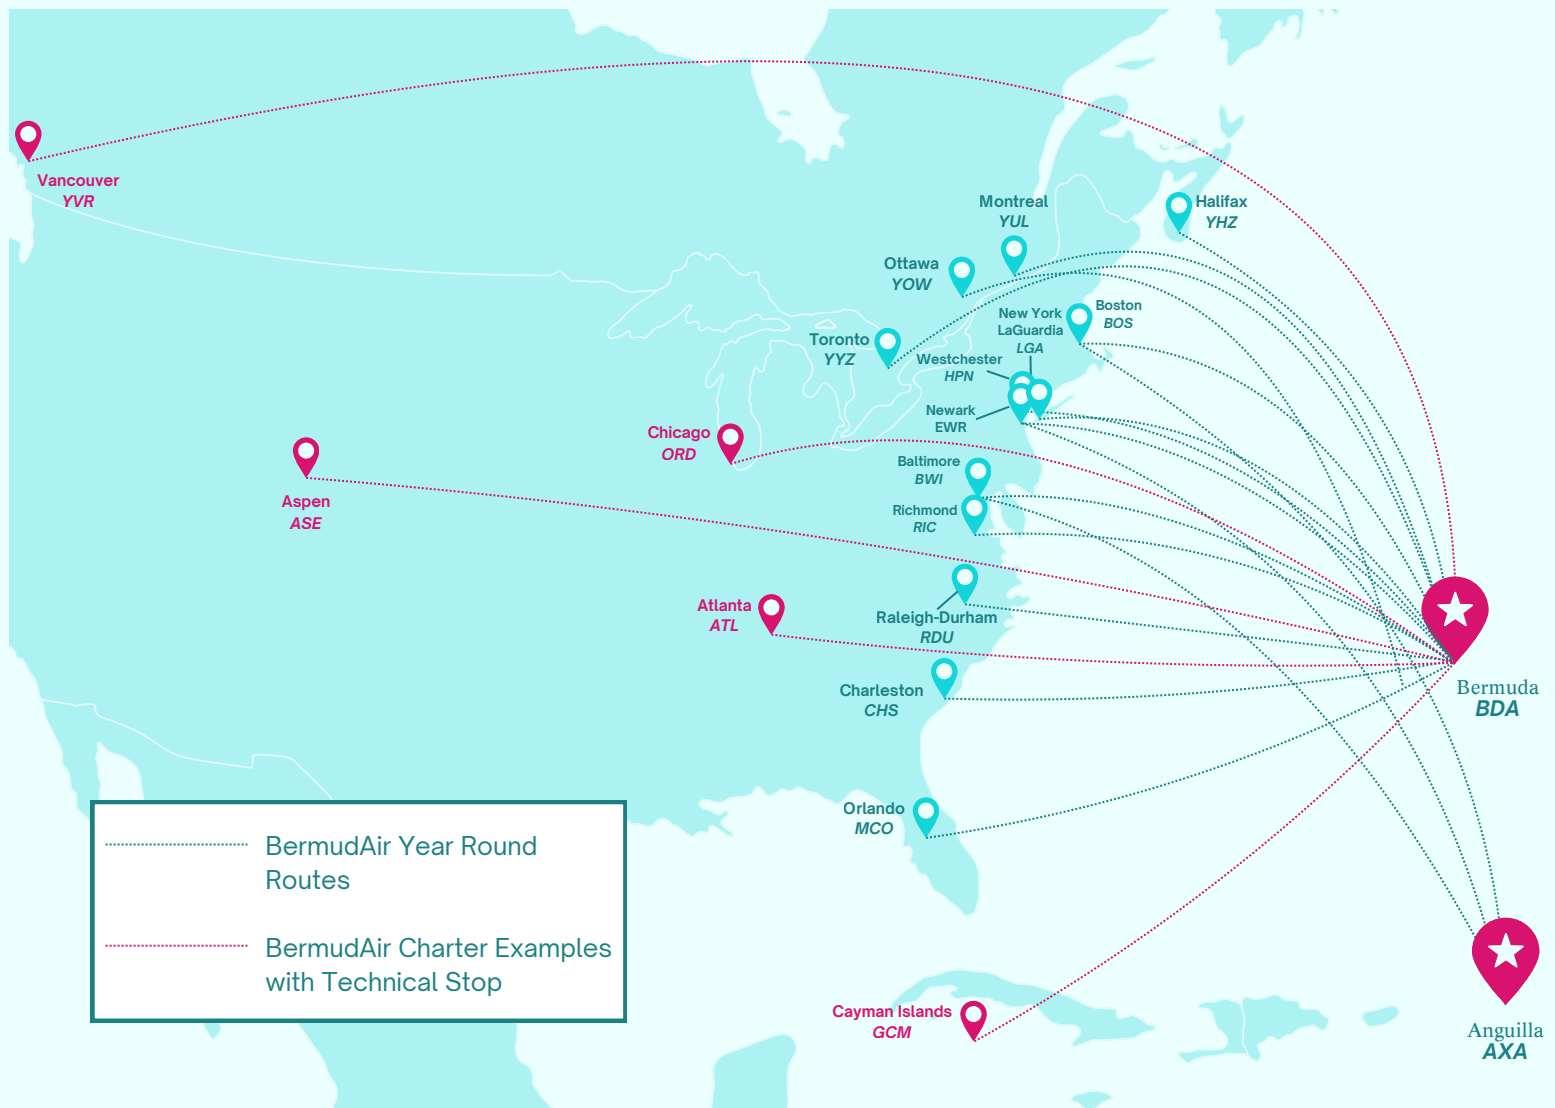 Vancouver
YVR
Montreal
YUL
Halifax
YHZ
Ottawa
YOW
New York
LaGuardia
LGA
Boston
BOS
Toronto
YYZ
Westchester
HPN
Newark
EWR
Chicago
ORD
Baltimore
BWI
Aspen
ASE
Richmond
RIC
Atlanta
ATL
Raleigh-Durham
RDU
Charleston
CHS
Bermuda
BDA
Orlando
MCO
BermudAir Year Round
Routes
BermudAir Charter Examples
with Technical Stop
Cayman Islands
GCM
Anguilla
AXA